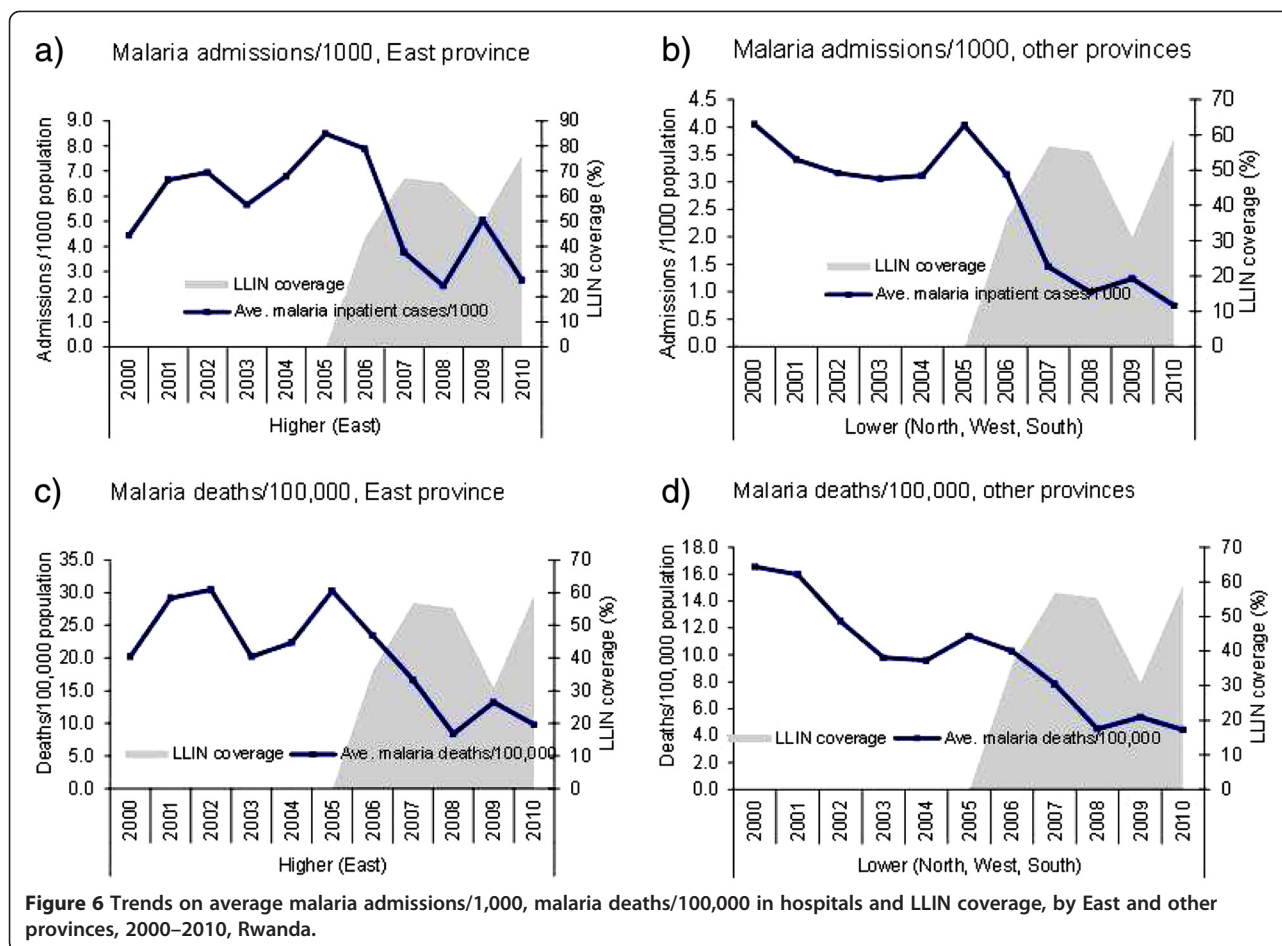 a) Malaria admissions/1000, East province
Admissions/1000 population
9.0
8.0
7.0
6.0
5.0
4.0
3.0
2.0
1.0
0.0
90
80
70
60
50
40
30
20
10
0
LLIN coverage (%)
LLIN coverage
Ave. malaria inpatient cases/1000
2000 2001 2002 2003 2004 2005 2006 2007 2008 2009 2010
Higher (East)
b) Malaria admissions/1000, other provinces
Admissions /1000 population
4.5
4.0
3.5
3.0
2.5
2.0
1.5
1.0
0.5
0.0
70
60
50
40
30
20
10
0
LLIN coverage (%)
LLIN coverage
Ave. malaria inpatient cases/1000
2000 2001 2002 2003 2004 2005 2006 2007 2008 2009 2010
Lower (North, West, South)
c) Malaria deaths/100,000, East province
Deaths/100,000 population
35.0
30.0
25.0
20.0
15.0
10.0
5.0
0.0
70
60
50
40
30
20
10
0
LLIN coverage (%)
LLIN coverage Ave. malaria deaths/100,000
2000 2001 2002 2003 2004 2005 2006 2007 2008 2009 2010
Higher (East)
d) Malaria deaths/100,000, other provinces
Deaths/100,000 population
18.0
16.0
14.0
12.0
10.0
8.0
6.0
4.0
2.0
0.0
70
60
50
40
30
20
10
0
LLIN coverage (%)
LLIN coverage Ave. malaria deaths/100,000
2000 2001 2002 2003 2004 2005 2006 2007 2008 2009 2010
Lower (North, West, South)
Figure 6 Trends on average malaria admissions/1,000, malaria deaths/100,000 in hospitals and LLIN coverage, by East and other
provinces, 2000–2010, Rwanda.